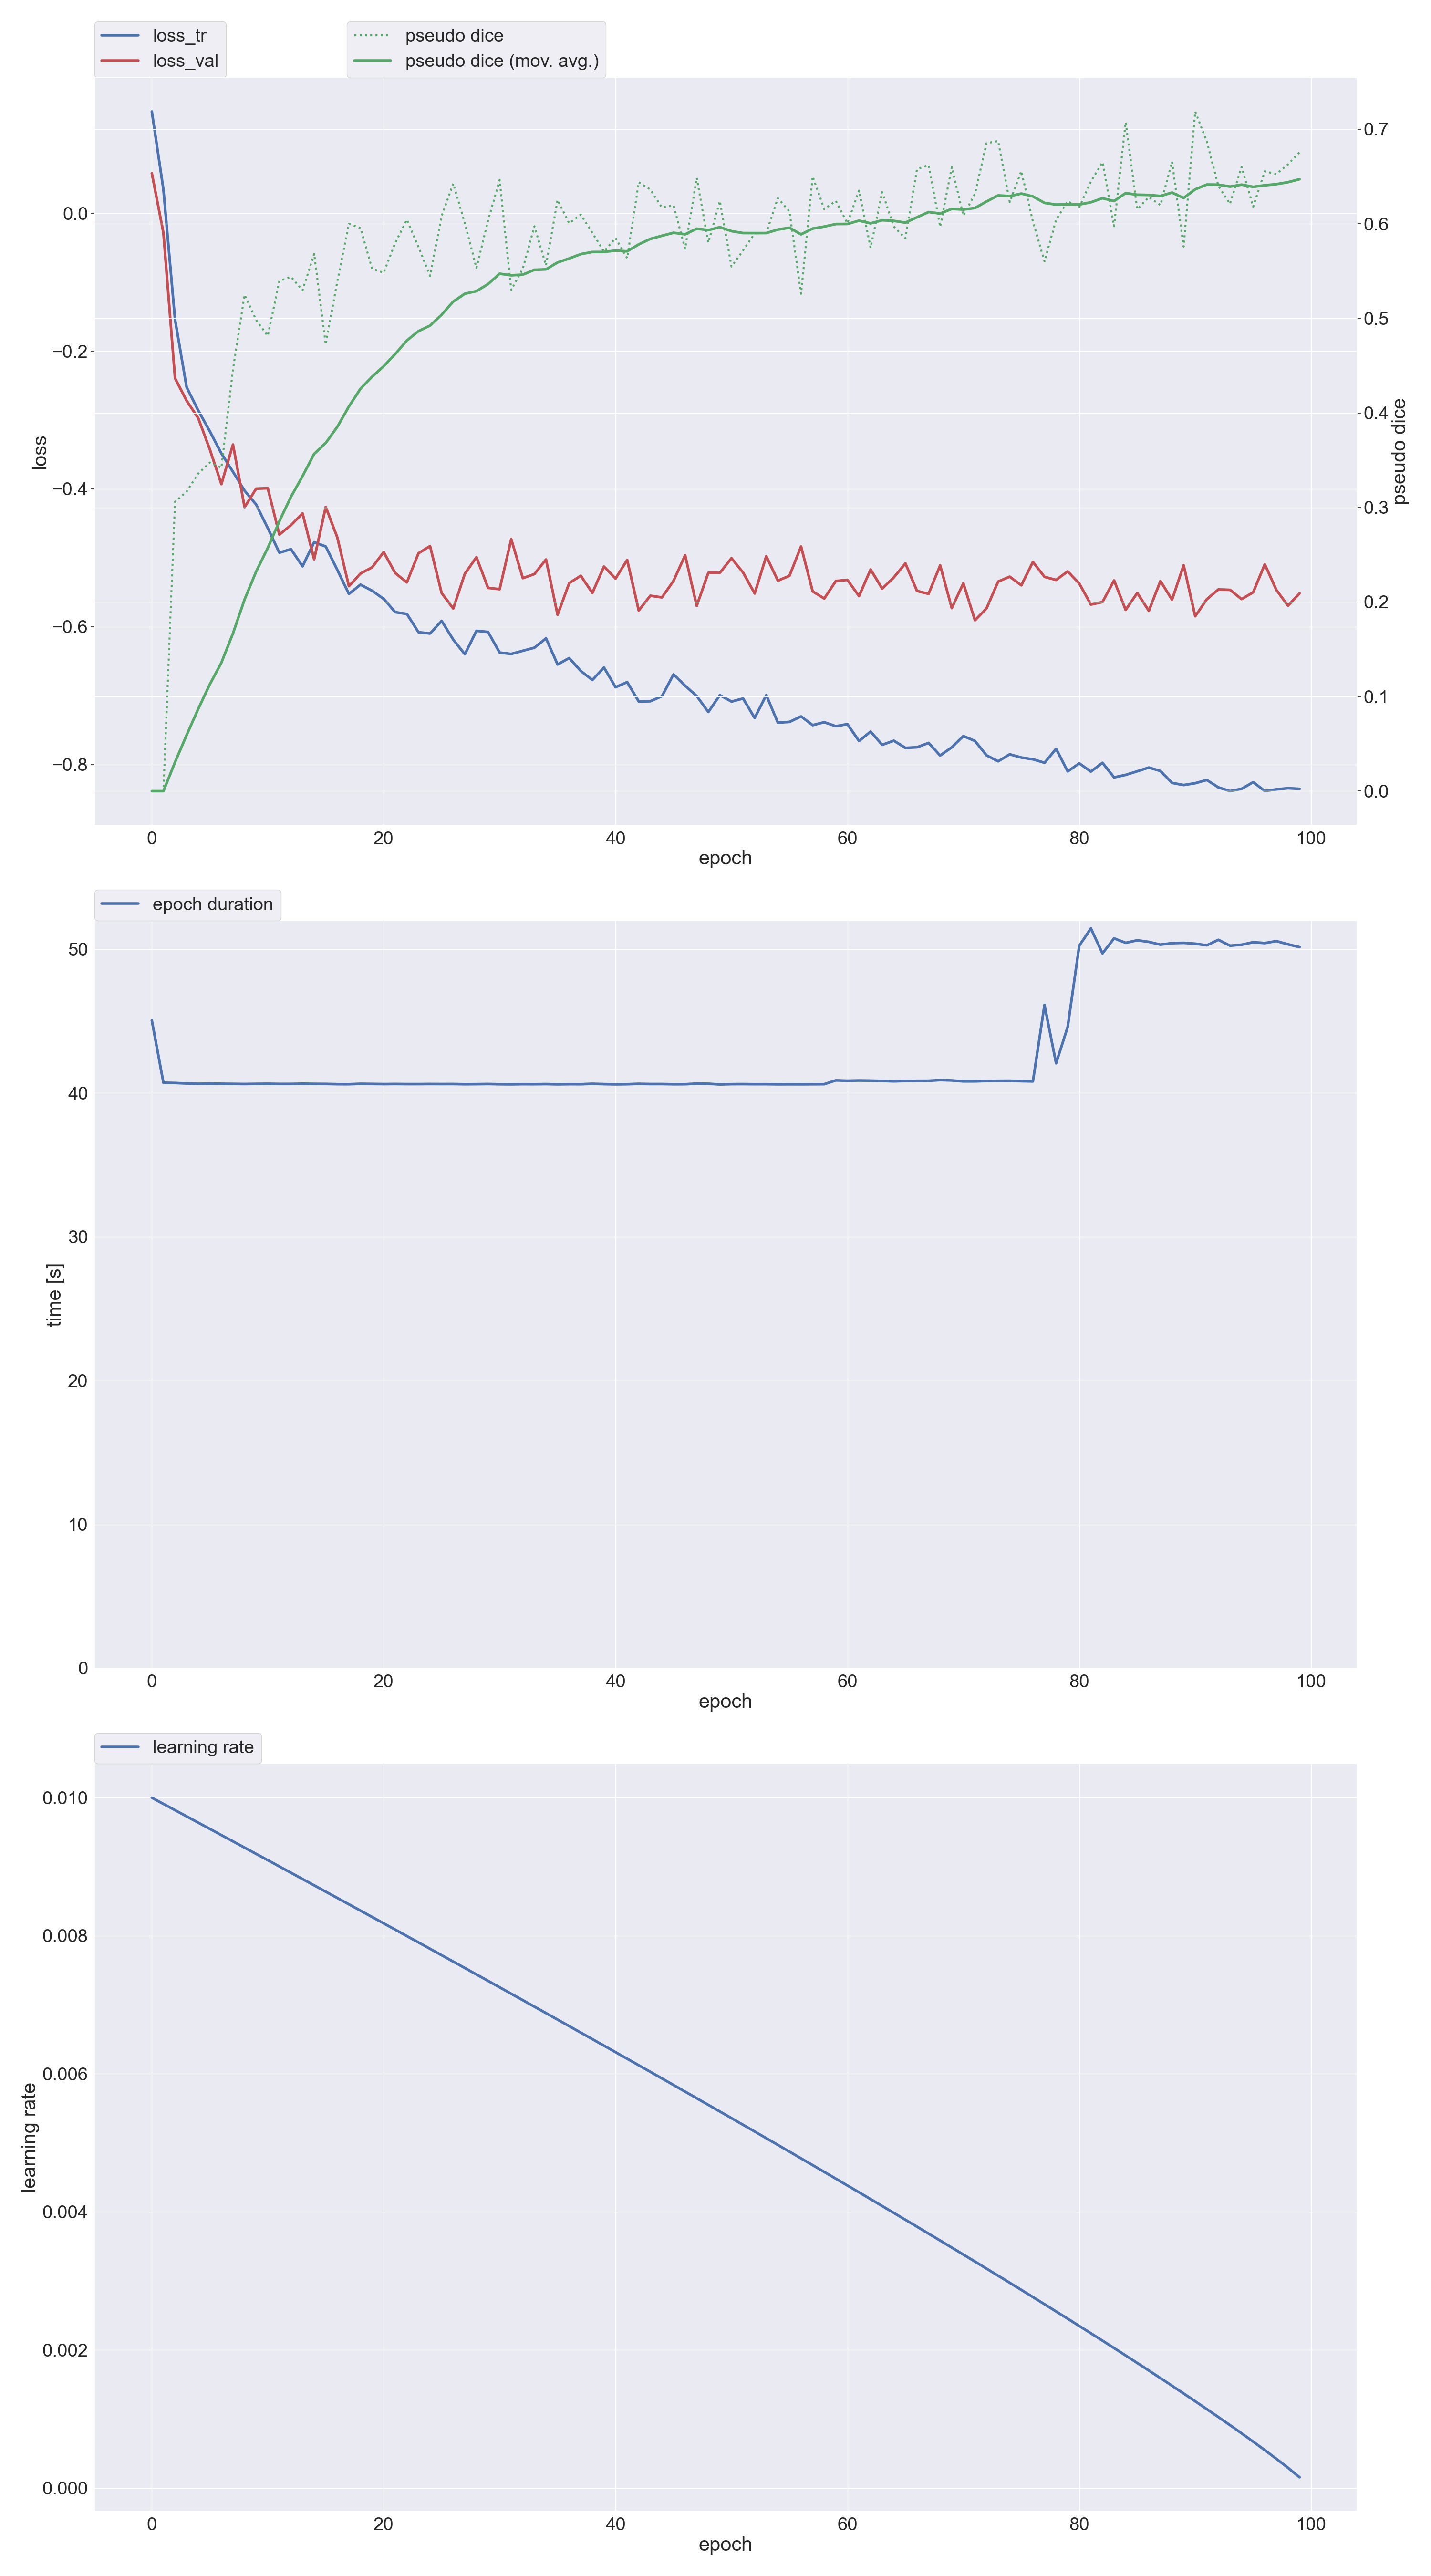 loss_tr
loss_val
pseudo dice
pseudo dice (mov. avg.)
0.0
−0.2
−0.4
−0.6
−0.8
loss
0.7
0.6
0.5
0.4
0.3
0.2
0.1
0.0
pseudo dice
0 20 40 60 80 100
epoch
epoch duration
50
40
30
20
10
0
time [s]
0 20 40 60 80 100
epoch
learning rate
0.010
0.008
0.006
0.004
0.002
0.000
learning rate
0 20 40 60 80 100
epoch